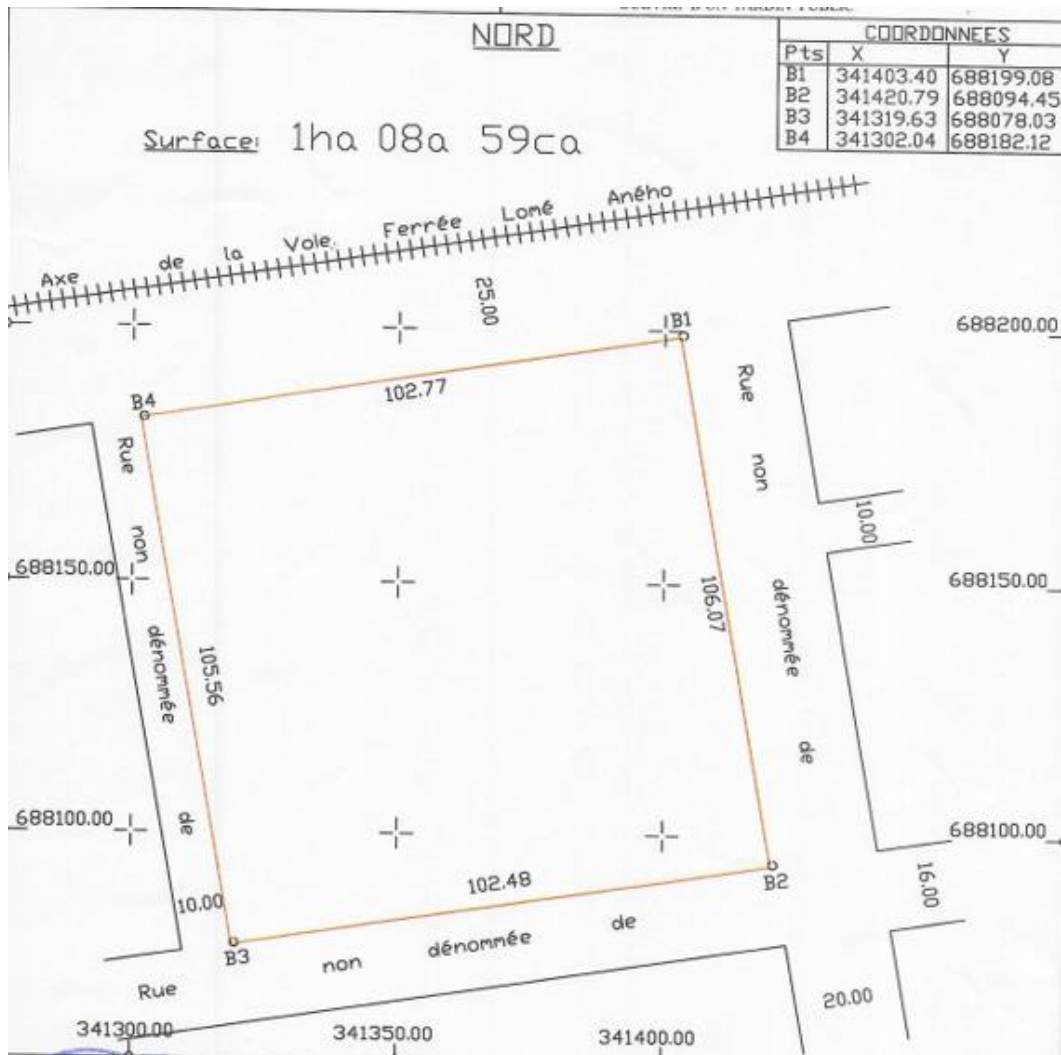 NORD
COORDONNEES
Pts X Y
B1 341403.40 688199.08
B2 341420.79 688094.45
B3 341319.63 688078.03
B4 341302.04 688182.12
Surface: 1ha 08a 59ca
Axe de la Voie Ferrée Lomé Aného
25.00
B1
688200.00
102.77
B4
Rue non dénommée de
Rue non dénommée de
10.00
688150.00
688150.00
106.07
105.56
688100.00
688100.00
102.48
B2
16.00
10.00
B3
Rue non dénommée de
20.00
341300.00
341350.00
341400.00